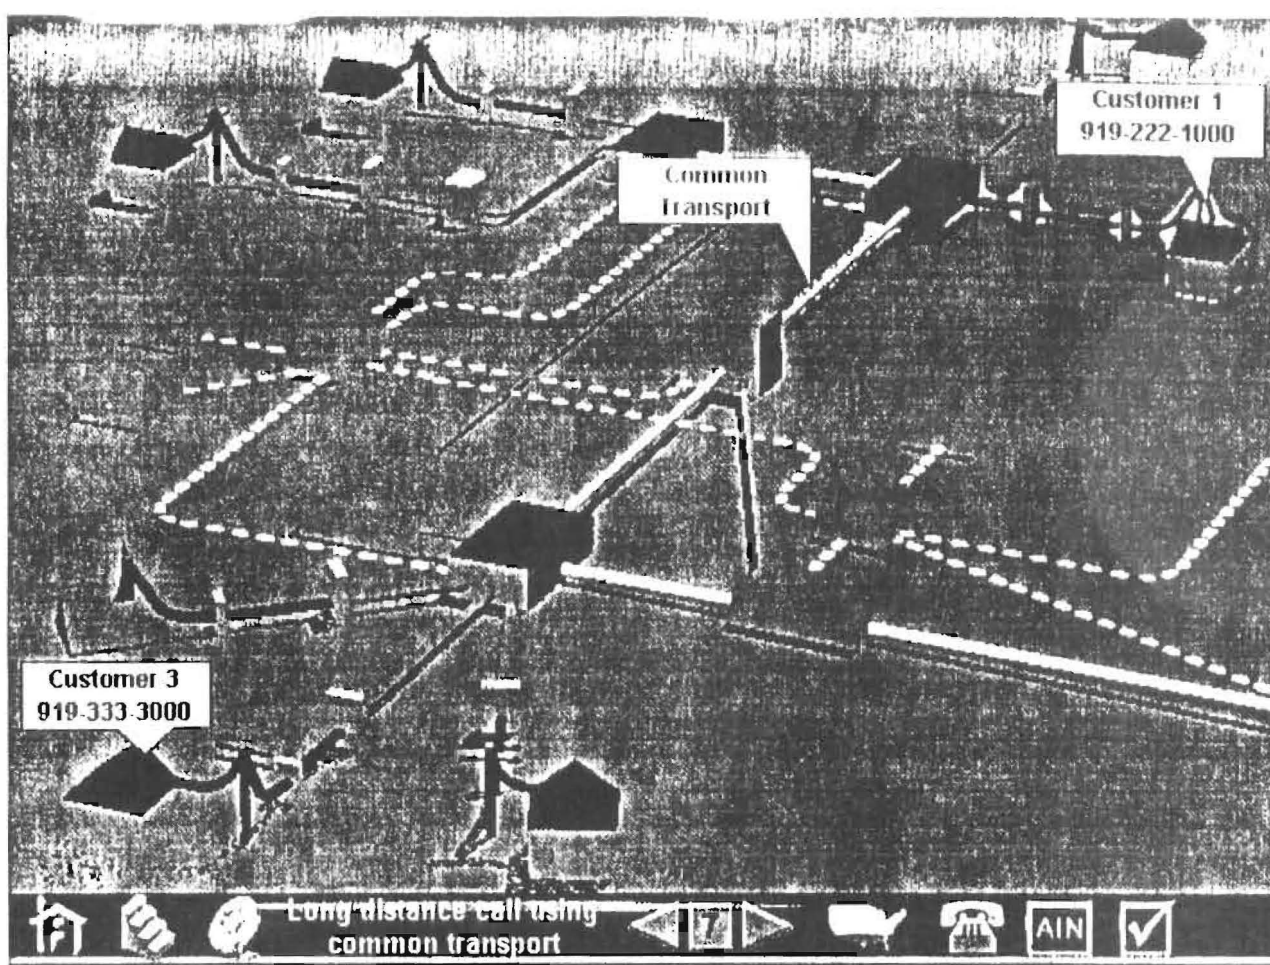 Customer 1
919-222-1000
Common
Transport
Customer 3
919-333-3000
Long distance call using
common transport
7
AIN